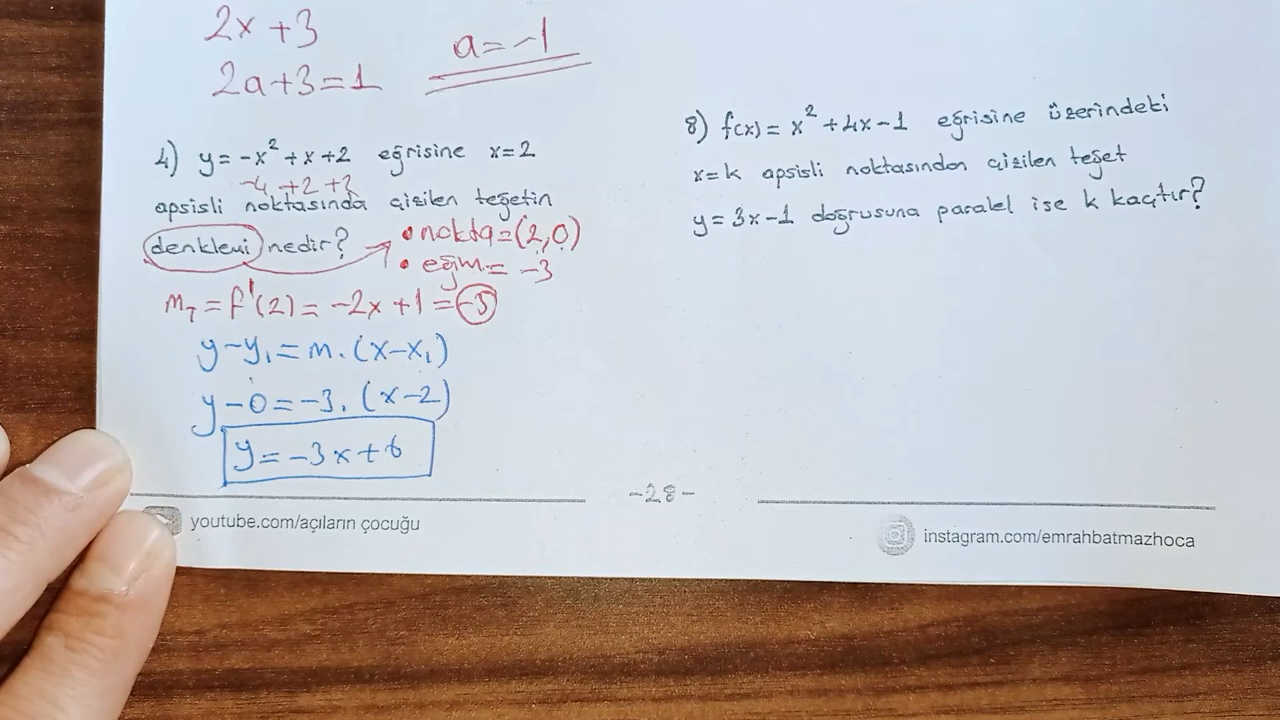 2x+3
2a+3=1
a=-1
4) y=-x²+x+2 eğrisine x=2
-4+2+2
apsisli noktasında çizilen teğetin
denklemi nedir?
• nokta=(2,0)
• eğim=-3
m_T=f'(2)=-2x+1=-3
y-y₁=m.(x-x₁)
y-0=-3.(x-2)
y=-3x+6
8) f(x)=x²+4x-1 eğrisine üzerindeki
x=k apsisli noktasından çizilen teğet
y=3x-1 doğrusuna paralel ise k kaçtır?
-28-
youtube.com/açıların çocuğu
instagram.com/emrahbatmazhoca